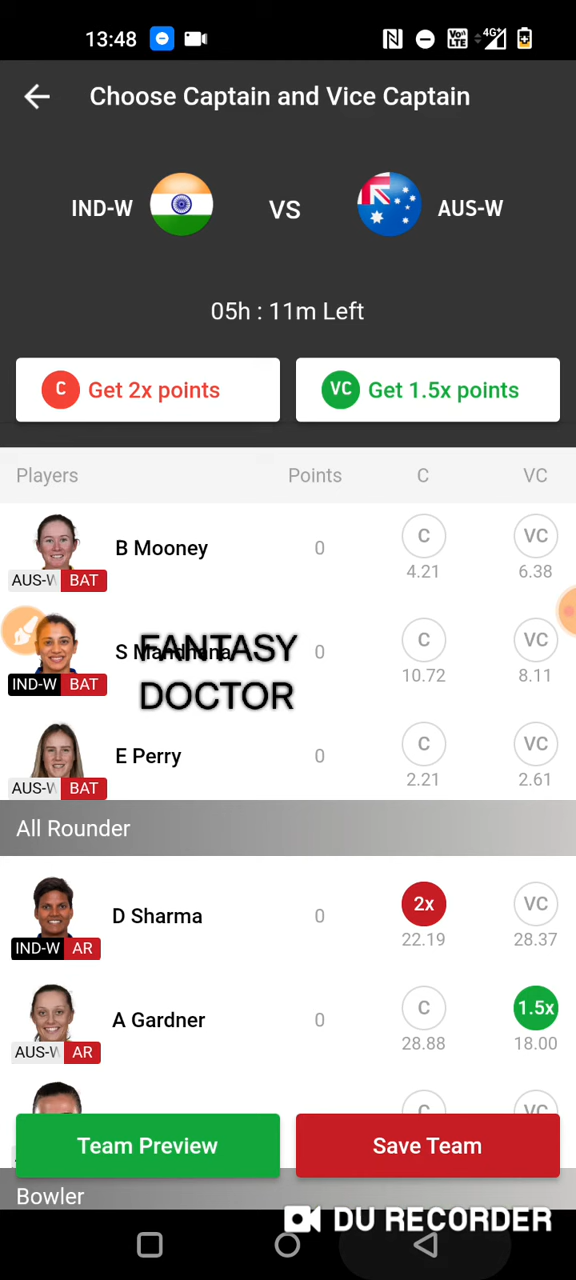 13:48 VoLTE 4G+
Choose Captain and Vice Captain
IND-W VS AUS-W
05h : 11m Left
C Get 2x points VC Get 1.5x points
Players Points C VC
B Mooney 0 C VC
AUS-W BAT 4.21 6.38
S Mandhana 0 C VC
FANTASY
IND-W BAT 10.72 8.11
DOCTOR
E Perry 0 C VC
AUS-W BAT 2.21 2.61
All Rounder
D Sharma 0 2x VC
IND-W AR 22.19 28.37
A Gardner 0 C 1.5x
AUS-W AR 28.88 18.00
C VC
Team Preview Save Team
Bowler
DU RECORDER